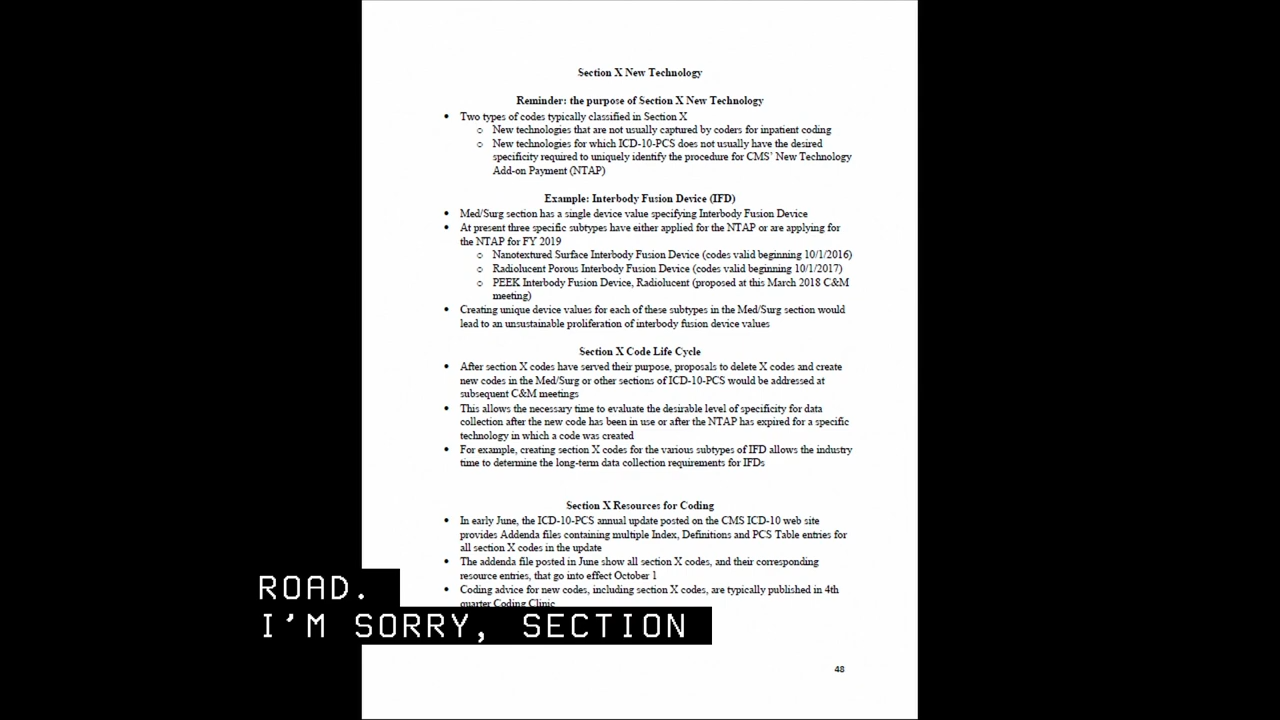 Section X New Technology
Reminder: the purpose of Section X New Technology
• Two types of codes typically classified in Section X
o New technologies that are not usually captured by coders for inpatient coding
o New technologies for which ICD-10-PCS does not usually have the desired
specificity required to uniquely identify the procedure for CMS' New Technology
Add-on Payment (NTAP)
Example: Interbody Fusion Device (IFD)
• Med/Surg section has a single device value specifying Interbody Fusion Device
• At present three specific subtypes have either applied for the NTAP or are applying for
the NTAP for FY 2019
o Nanotextured Surface Interbody Fusion Device (codes valid beginning 10/1/2016)
o Radiolucent Porous Interbody Fusion Device (codes valid beginning 10/1/2017)
o PEEK Interbody Fusion Device, Radiolucent (proposed at this March 2018 C&M
meeting)
• Creating unique device values for each of these subtypes in the Med/Surg section would
lead to an unsustainable proliferation of interbody fusion device values
Section X Code Life Cycle
• After section X codes have served their purpose, proposals to delete X codes and create
new codes in the Med/Surg or other sections of ICD-10-PCS would be addressed at
subsequent C&M meetings
• This allows the necessary time to evaluate the desirable level of specificity for data
collection after the new code has been in use or after the NTAP has expired for a specific
technology in which a code was created
• For example, creating section X codes for the various subtypes of IFD allows the industry
time to determine the long-term data collection requirements for IFDs
Section X Resources for Coding
• In early June, the ICD-10-PCS annual update posted on the CMS ICD-10 web site
provides Addenda files containing multiple Index, Definitions and PCS Table entries for
all section X codes in the update
• The addenda file posted in June show all section X codes, and their corresponding
resource entries, that go into effect October 1
• Coding advice for new codes, including section X codes, are typically published in 4th
quarter Coding Clinic
ROAD.
I'M SORRY, SECTION
48